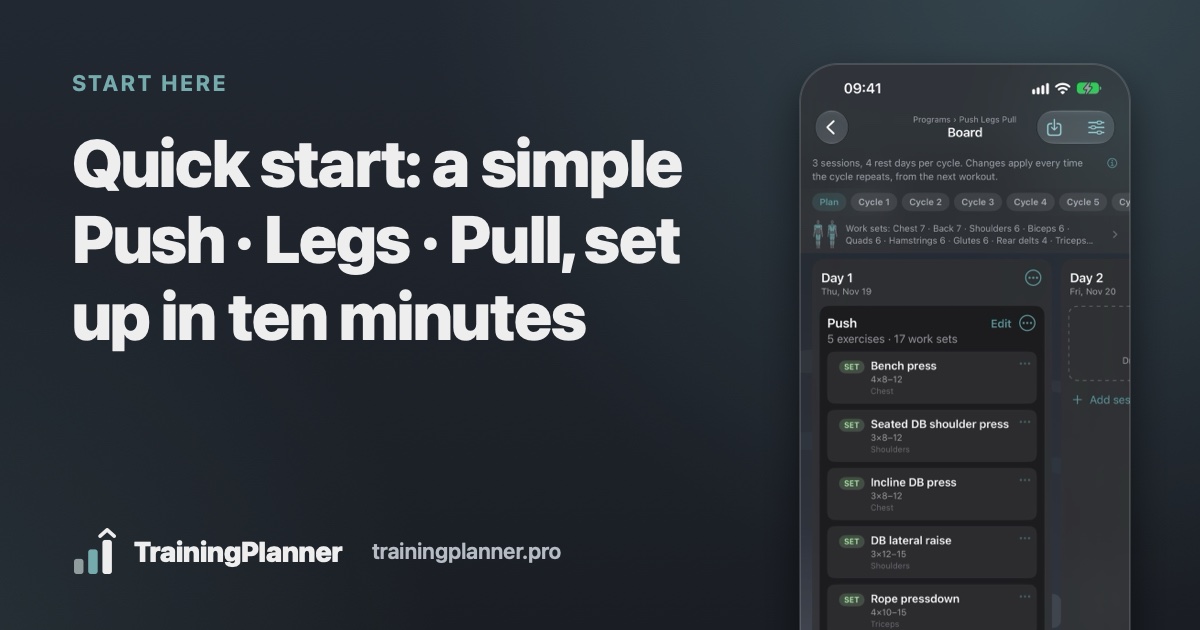 START HERE
Quick start: a simple
Push · Legs · Pull, set
up in ten minutes
TrainingPlanner
trainingplanner.pro
09:41
Programs › Push Legs Pull
Board
3 sessions, 4 rest days per cycle. Changes apply every time
the cycle repeats, from the next workout.
Plan
Cycle 1
Cycle 2
Cycle 3
Cycle 4
Cycle 5
Cy
Work sets: Chest 7 · Back 7 · Shoulders 6 · Biceps 6 ·
Quads 6 · Hamstrings 6 · Glutes 6 · Rear delts 4 · Triceps...
Day 1
Thu, Nov 19
Push
Edit
5 exercises · 17 work sets
SET Bench press
4×8–12
Chest
SET Seated DB shoulder press
3×8–12
Shoulders
SET Incline DB press
3×8–12
Chest
SET DB lateral raise
3×12–15
Shoulders
SET Rope pressdown
4×10–15
Triceps
Day 2
Fri, Nov 20
+ Add ses